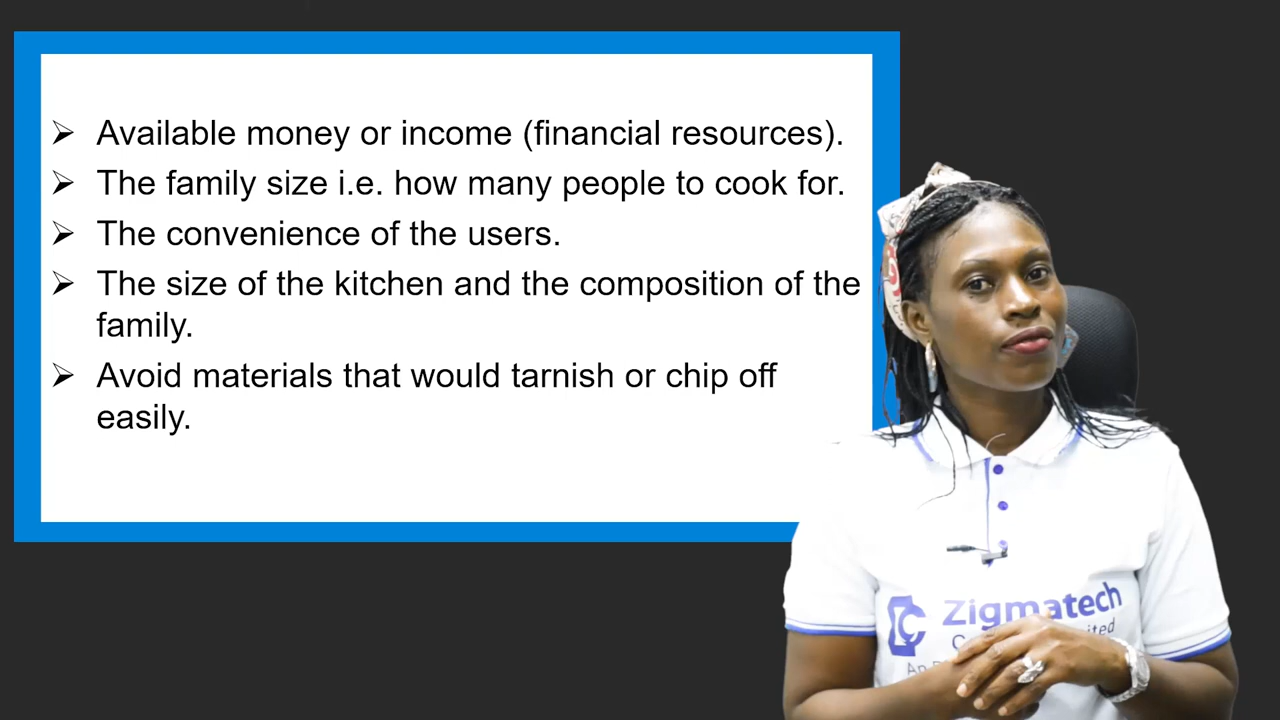 ➢ Available money or income (financial resources).
➢ The family size i.e. how many people to cook for.
➢ The convenience of the users.
➢ The size of the kitchen and the composition of the
family.
➢ Avoid materials that would tarnish or chip off
easily.
Zigmatech